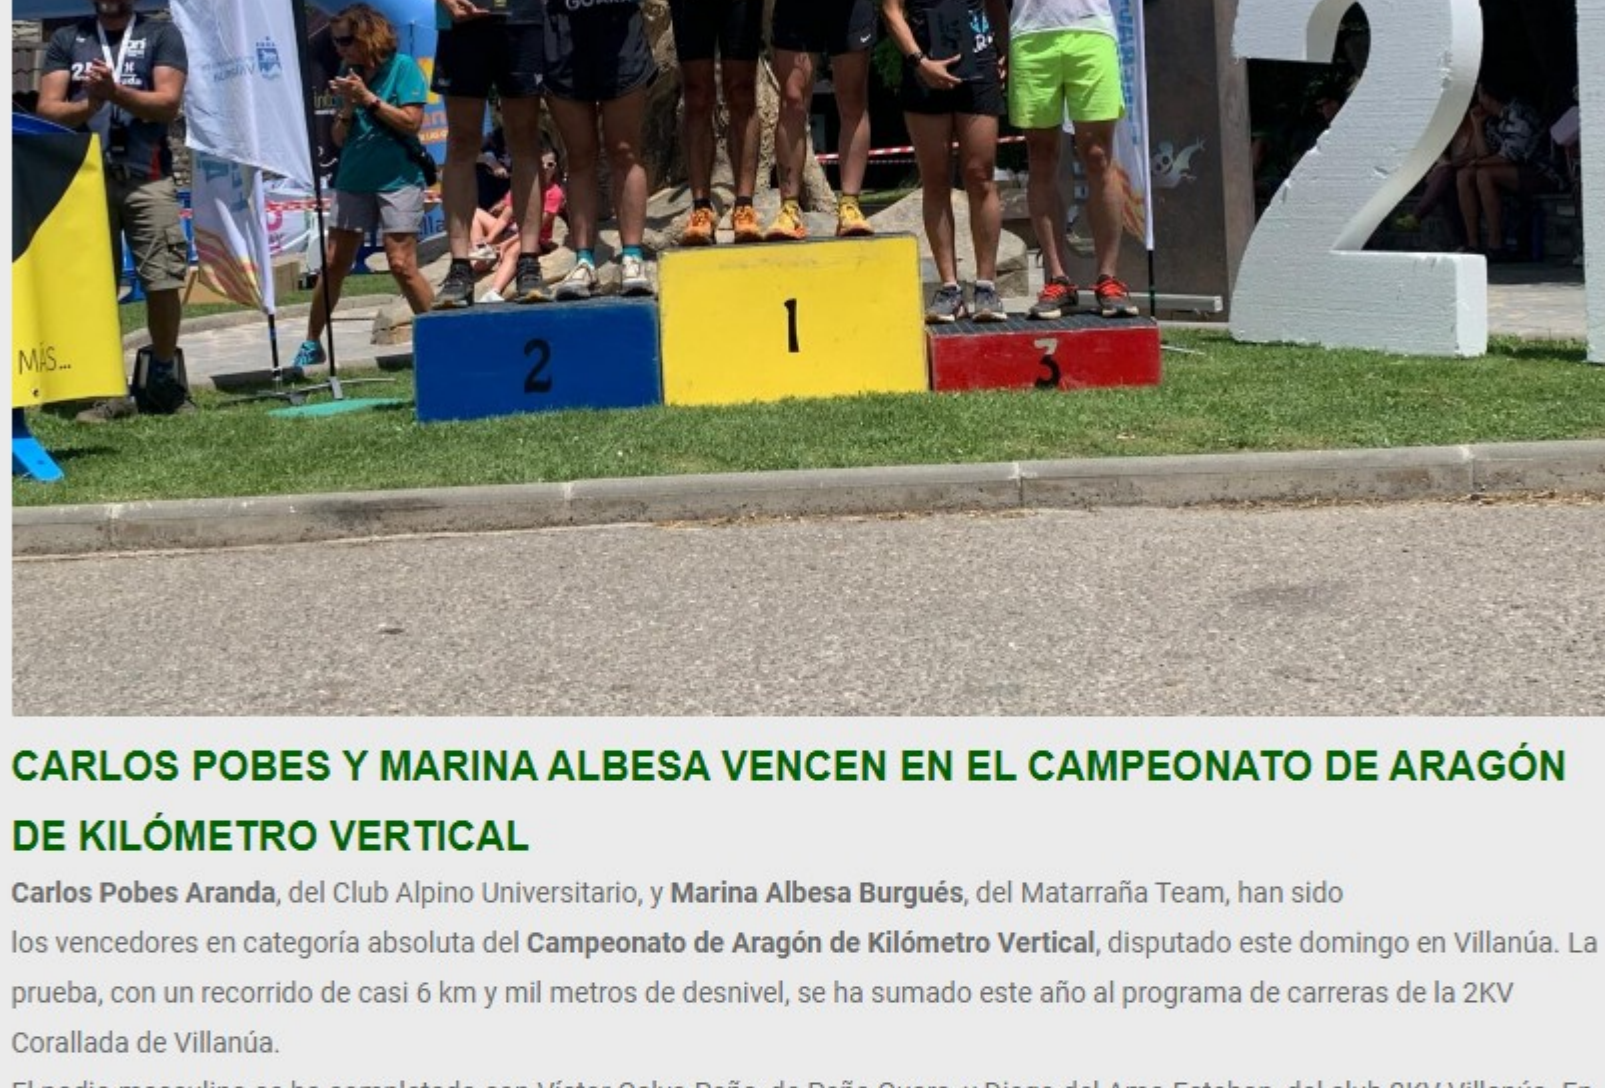 GUARA
25
MÁS...
2
1
3
2
CARLOS POBES Y MARINA ALBESA VENCEN EN EL CAMPEONATO DE ARAGÓN
DE KILÓMETRO VERTICAL
Carlos Pobes Aranda, del Club Alpino Universitario, y Marina Albesa Burgués, del Matarraña Team, han sido
los vencedores en categoría absoluta del Campeonato de Aragón de Kilómetro Vertical, disputado este domingo en Villanúa. La
prueba, con un recorrido de casi 6 km y mil metros de desnivel, se ha sumado este año al programa de carreras de la 2KV
Corallada de Villanúa.